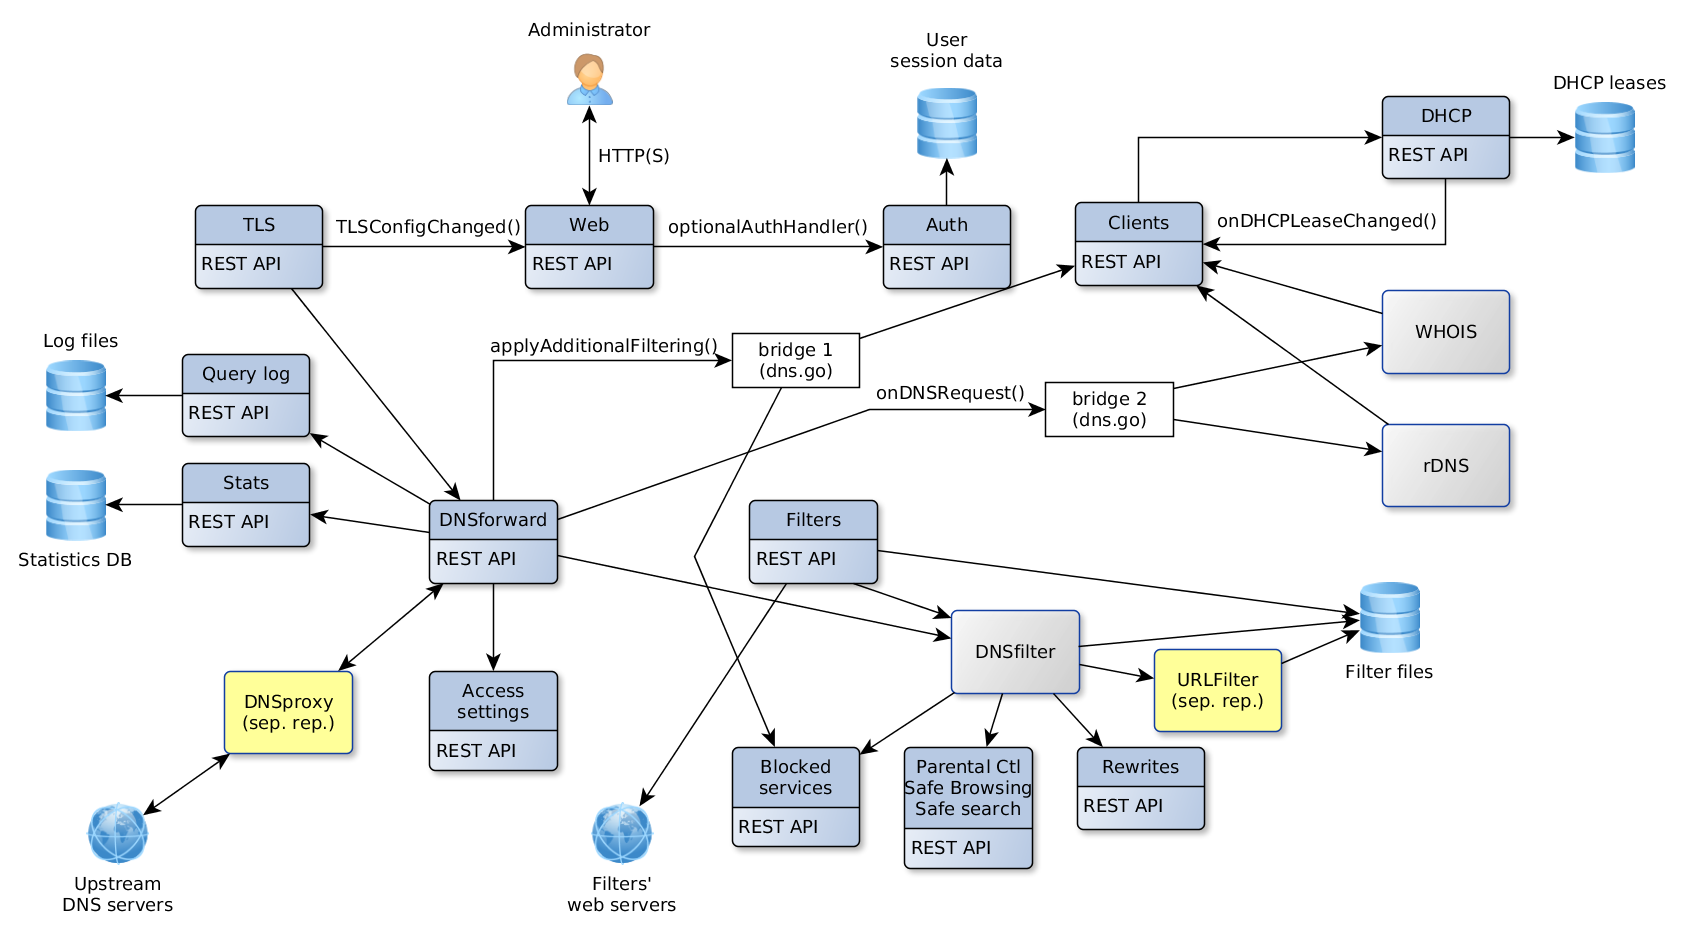 Administrator
User
session data
DHCP leases
DHCP
REST API
HTTP(S)
TLS
REST API
TLSConfigChanged()
Web
REST API
optionalAuthHandler()
Auth
REST API
Clients
REST API
onDHCPLeaseChanged()
WHOIS
Log files
Query log
REST API
applyAdditionalFiltering()
bridge 1
(dns.go)
onDNSRequest()
bridge 2
(dns.go)
rDNS
Stats
REST API
Statistics DB
DNSforward
REST API
Filters
REST API
DNSfilter
URLFilter
(sep. rep.)
Filter files
DNSproxy
(sep. rep.)
Access
settings
REST API
Blocked
services
REST API
Parental Ctl
Safe Browsing
Safe search
REST API
Rewrites
REST API
Upstream
DNS servers
Filters'
web servers